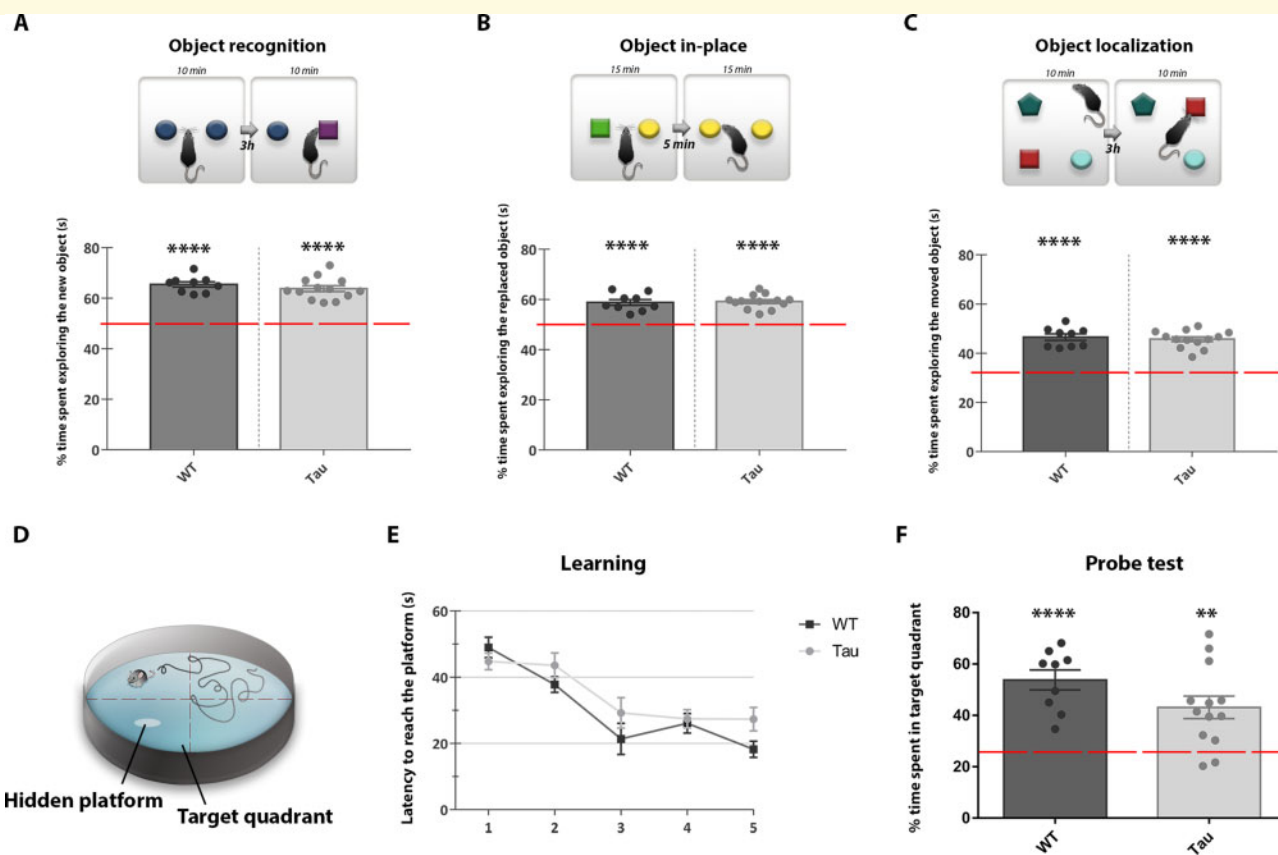 A
Object recognition
10 min
10 min
3h
% time spent exploring the new object (s)
80
60
40
20
0
****
****
WT
Tau
B
Object in-place
15 min
15 min
5 min
% time spent exploring the replaced object (s)
80
60
40
20
0
****
****
WT
Tau
C
Object localization
10 min
10 min
3h
% time spent exploring the moved object (s)
80
60
40
20
0
****
****
WT
Tau
D
Hidden platform
Target quadrant
E
Learning
Latency to reach the platform (s)
60
40
20
0
1 2 3 4 5
WT
Tau
F
Probe test
% time spent in target quadrant
80
60
40
20
0
****
**
WT
Tau